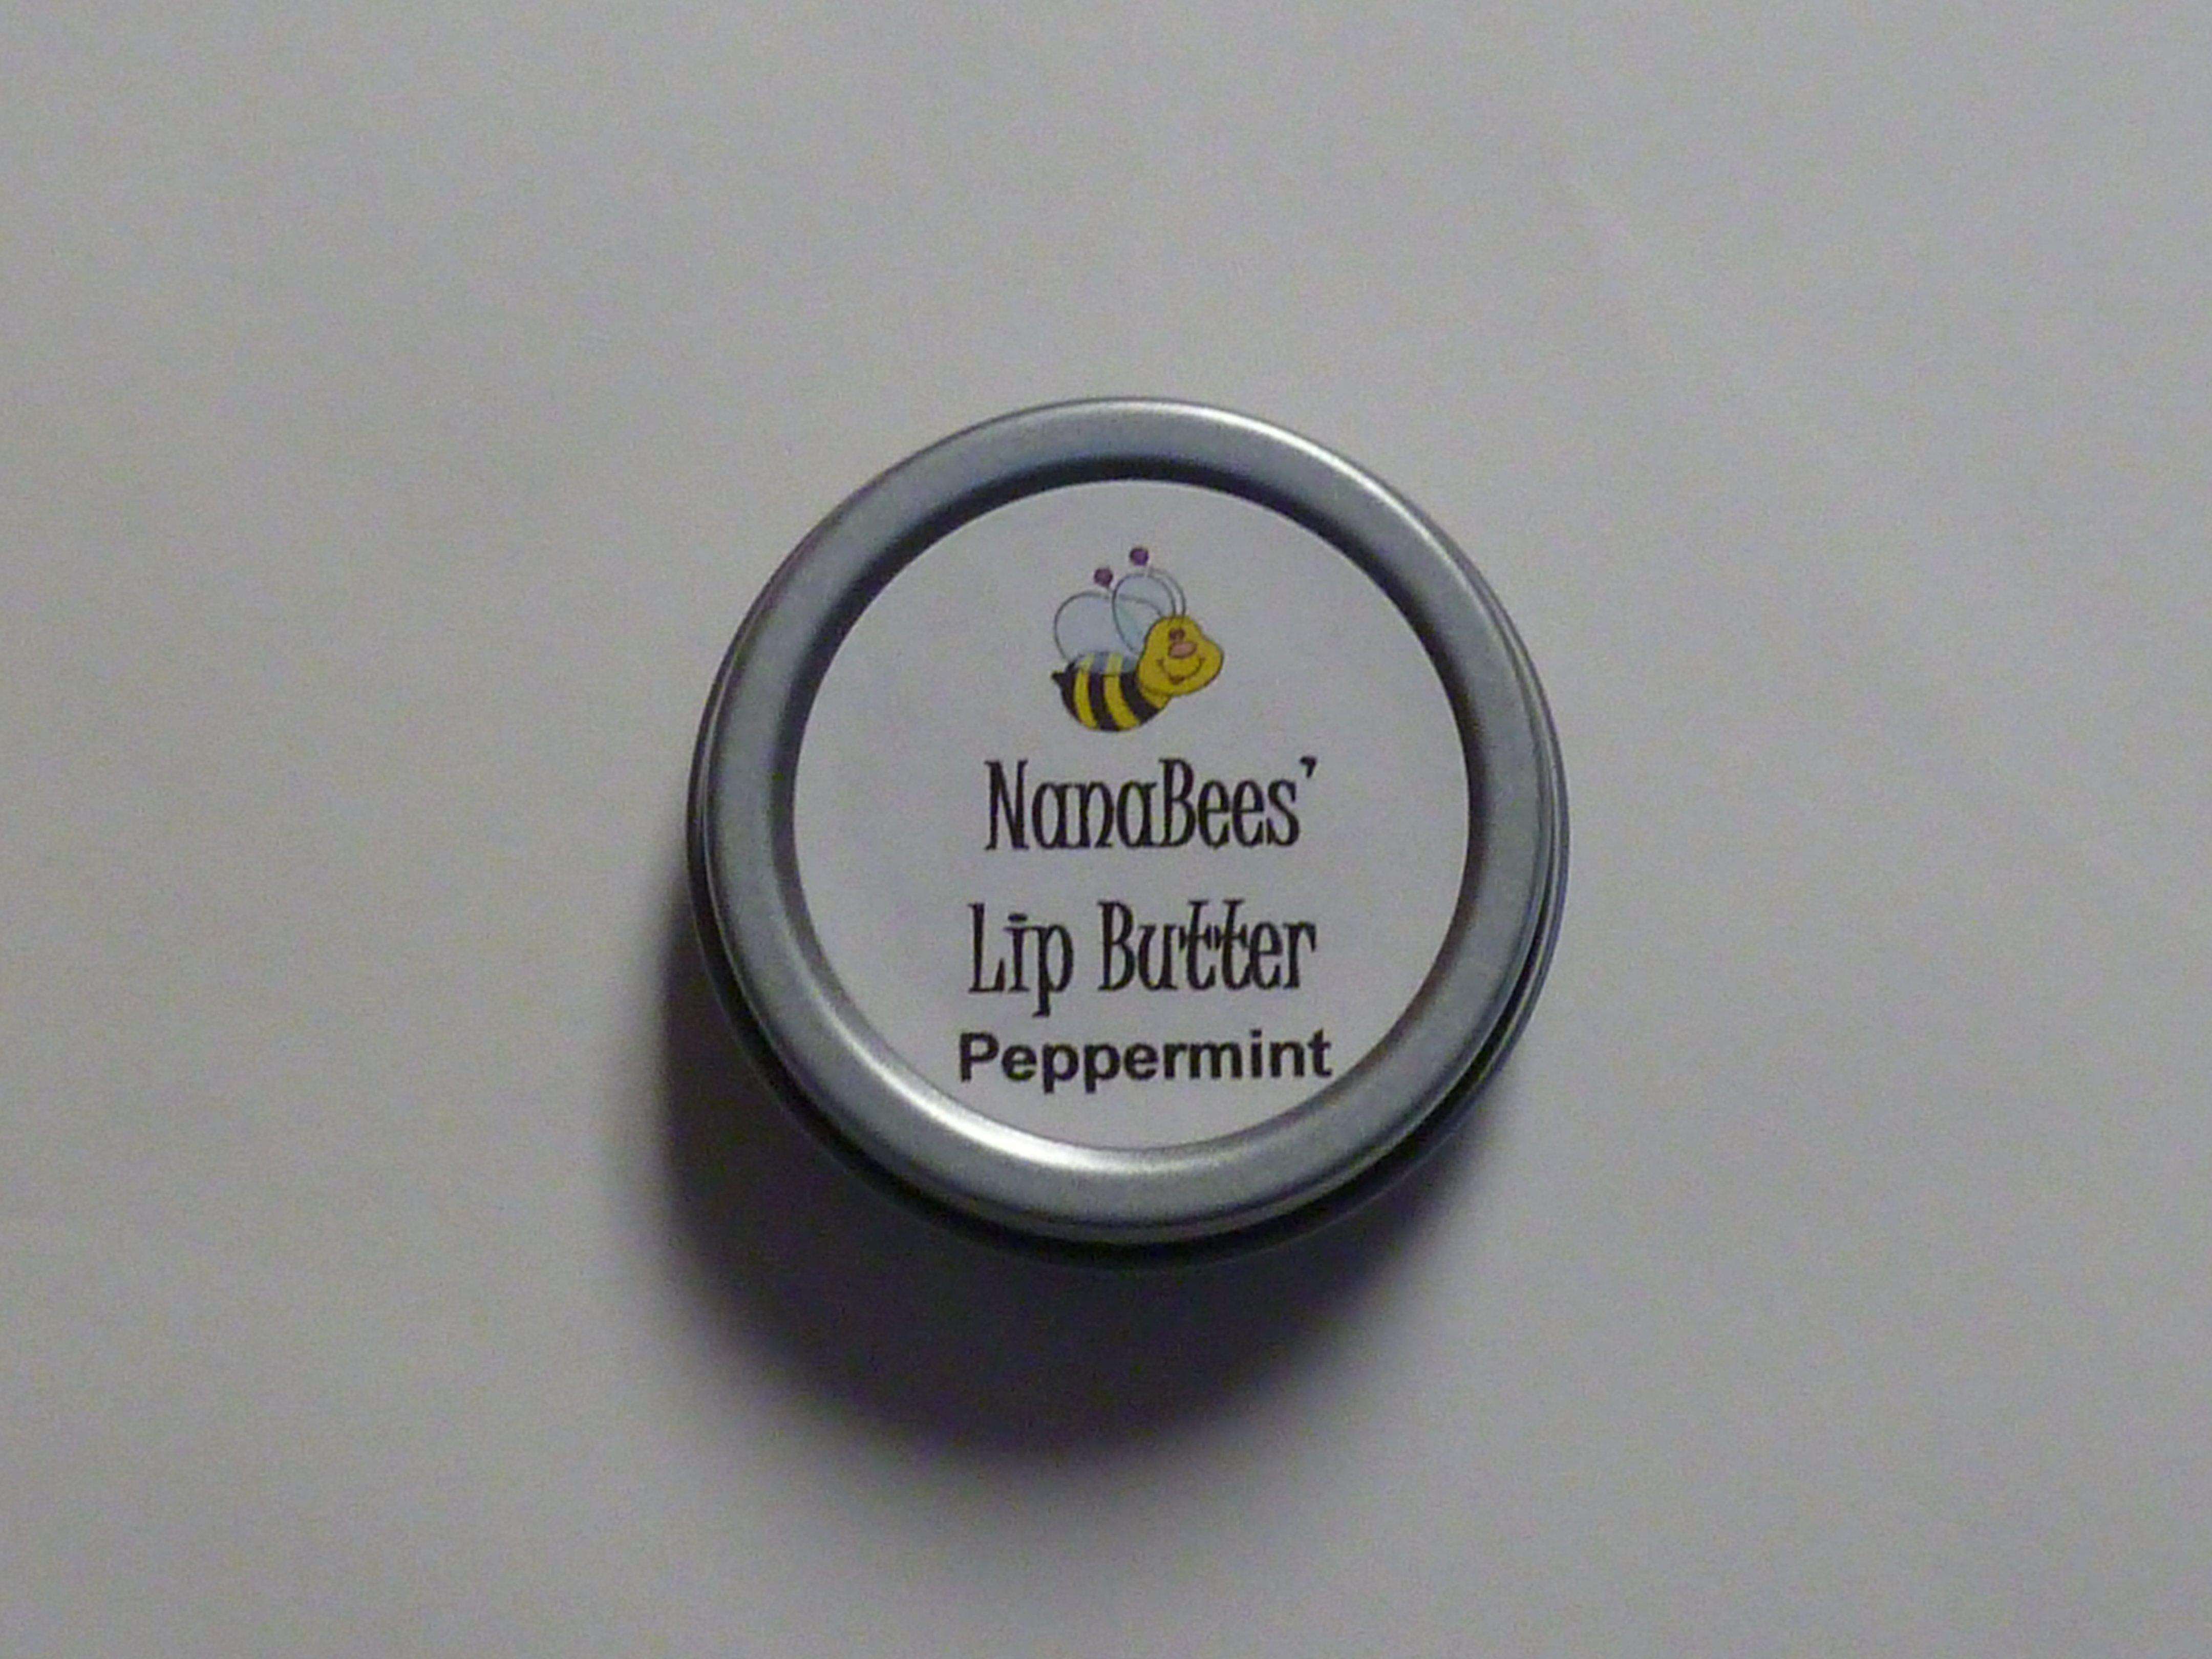 NanaBees'
Lip Butter
Peppermint